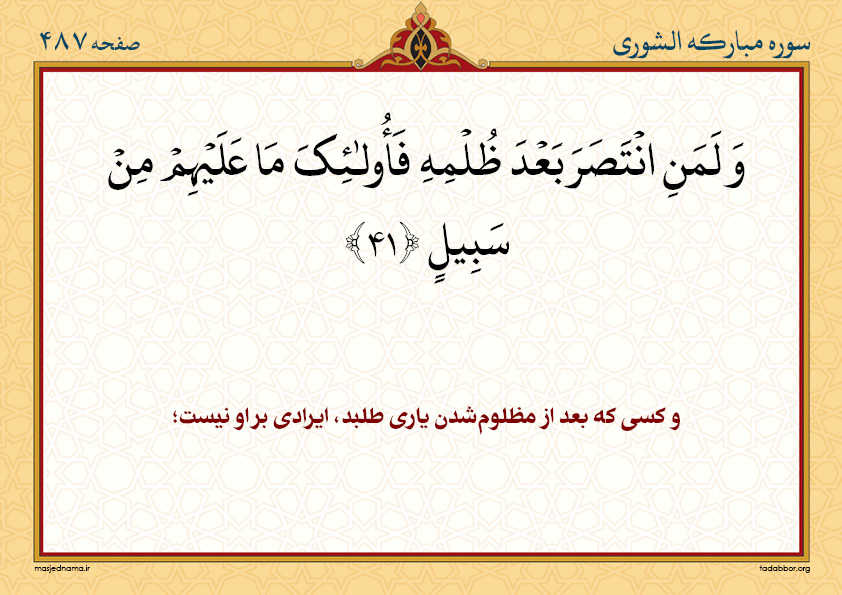 سوره مبارکه الشوری
صفحه ۴۸۷
وَ لَمَنِ انْتَصَرَ بَعْدَ ظُلْمِهِ فَأُولٰئِکَ مَا عَلَیْهِمْ مِنْ
سَبِیلٍ ﴿۴۱﴾
و کسی که بعد از مظلوم‌شدن یاری طلبد، ایرادی بر او نیست؛
masjednama.ir
tadabbor.org